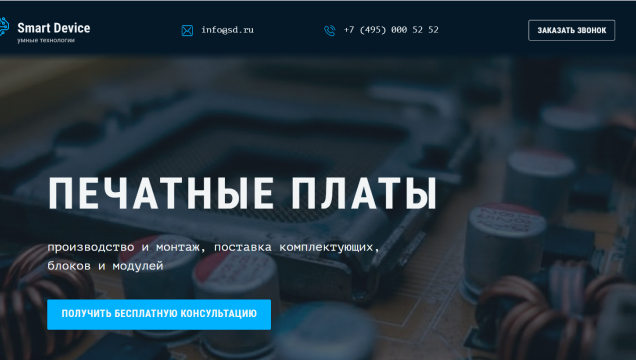 Smart Device
умные технологии
info@sd.ru
+7 (495) 000 52 52
ЗАКАЗАТЬ ЗВОНОК
ПЕЧАТНЫЕ ПЛАТЫ
производство и монтаж, поставка комплектующих,
блоков и модулей
ПОЛУЧИТЬ БЕСПЛАТНУЮ КОНСУЛЬТАЦИЮ